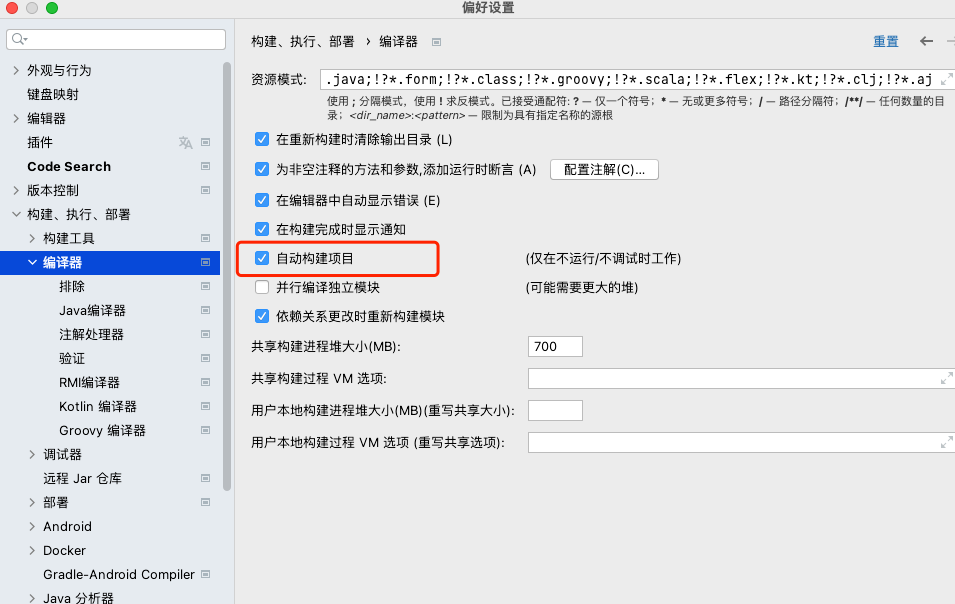 偏好设置
外观与行为
键盘映射
编辑器
插件
Code Search
版本控制
构建、执行、部署
构建工具
编译器
排除
Java编译器
注解处理器
验证
RMI编译器
Kotlin 编译器
Groovy 编译器
调试器
远程 Jar 仓库
部署
Android
Docker
Gradle-Android Compiler
Java 分析器
构建、执行、部署 › 编译器 重置
资源模式: .java;!?*.form;!?*.class;!?*.groovy;!?*.scala;!?*.flex;!?*.kt;!?*.clj;!?*.aj
使用 ; 分隔模式，使用 ! 求反模式。已接受通配符: ? — 仅一个符号；* — 无或更多符号；/ — 路径分隔符；/**/ — 任何数量的目
录；<dir_name>:<pattern> — 限制为具有指定名称的源根
在重新构建时清除输出目录 (L)
为非空注释的方法和参数,添加运行时断言 (A) 配置注解(C)...
在编辑器中自动显示错误 (E)
在构建完成时显示通知
自动构建项目 (仅在不运行/不调试时工作)
并行编译独立模块 (可能需要更大的堆)
依赖关系更改时重新构建模块
共享构建进程堆大小(MB): 700
共享构建过程 VM 选项:
用户本地构建进程堆大小(MB)(重写共享大小):
用户本地构建过程 VM 选项 (重写共享选项):